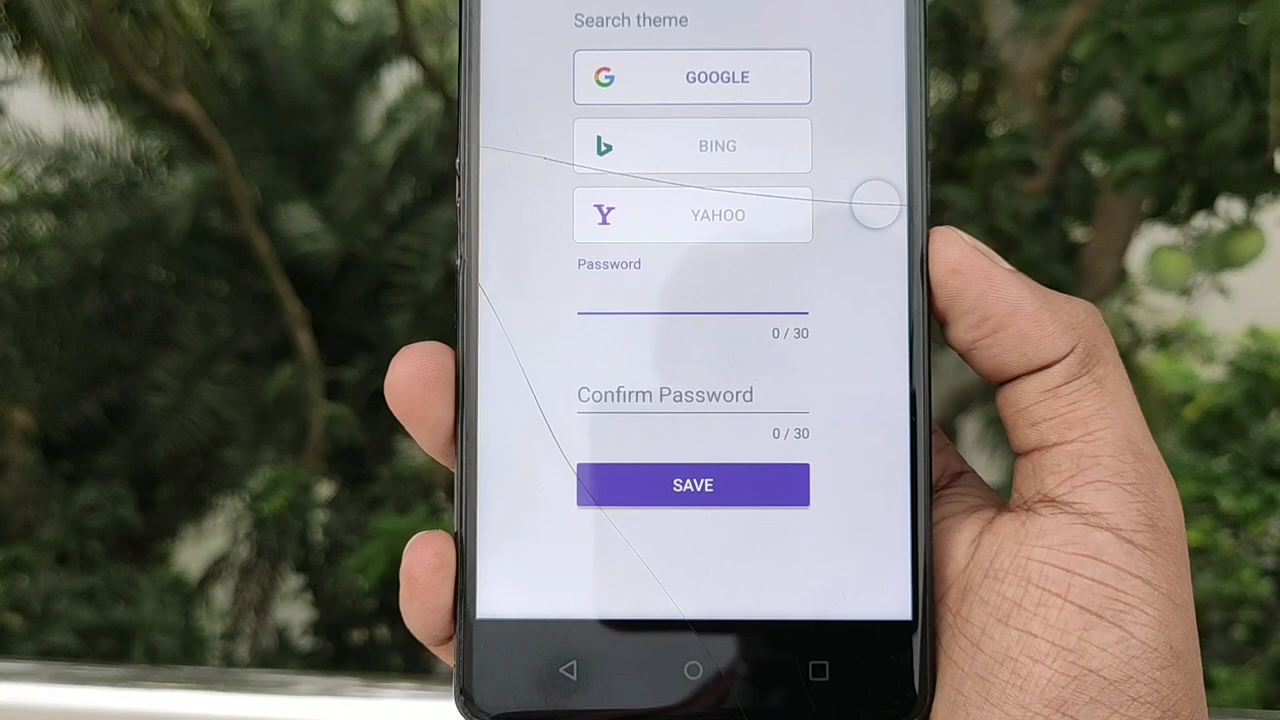 Search theme
GOOGLE
BING
YAHOO
Password
0 / 30
Confirm Password
0 / 30
SAVE